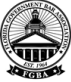 FLORIDA GOVERNMENT BAR ASSOCIATION
EST. 1964
FGBA